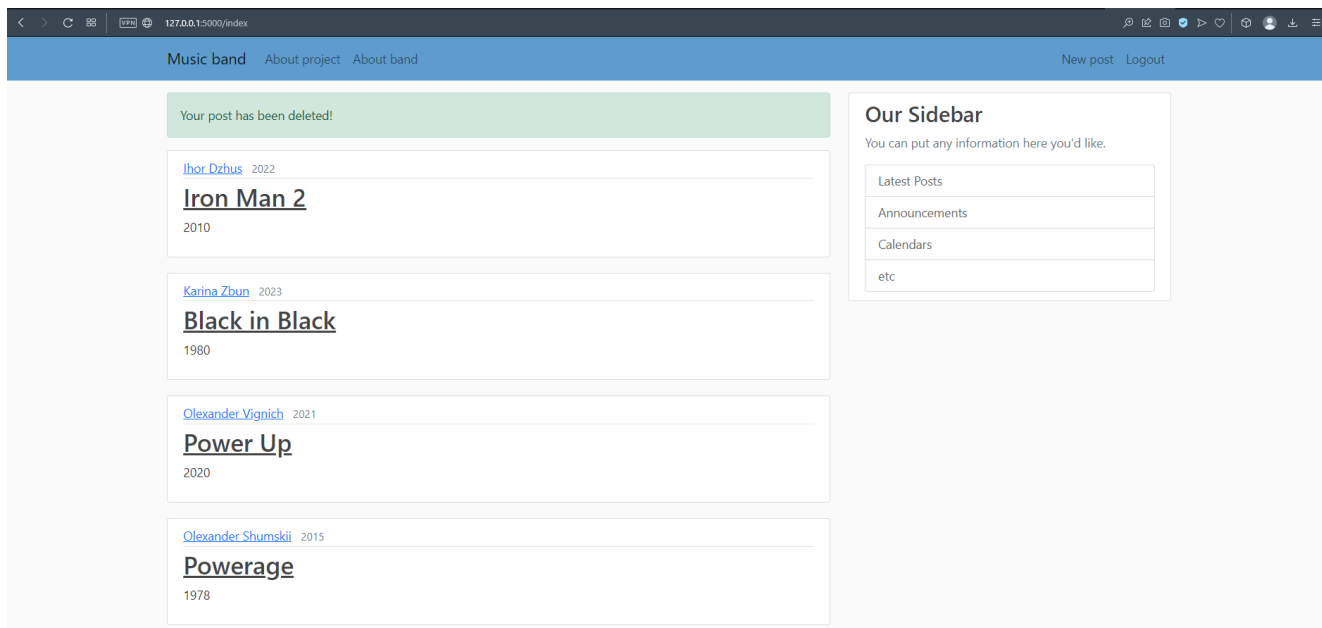 VPN 127.0.0.1:5000/index
Music band About project About band New post Logout
Your post has been deleted!
Ihor Dzhus 2022
Iron Man 2
2010
Karina Zbun 2023
Black in Black
1980
Olexander Vignich 2021
Power Up
2020
Olexander Shumskii 2015
Powerage
1978
Our Sidebar
You can put any information here you'd like.
Latest Posts
Announcements
Calendars
etc